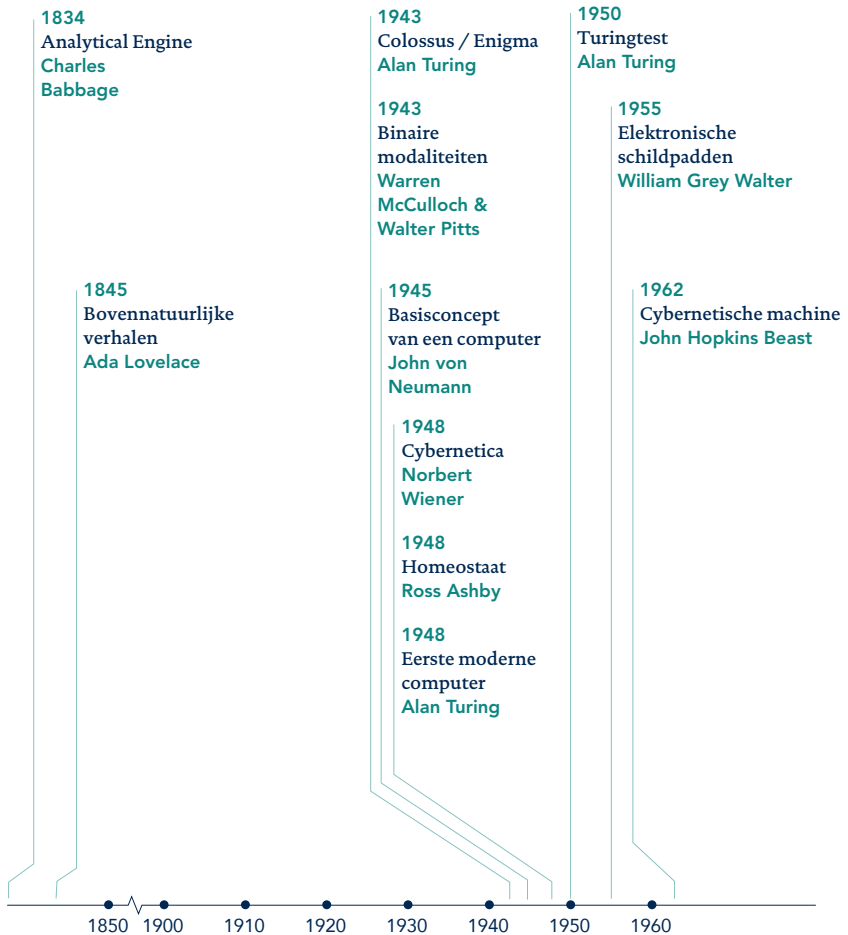 1834
Analytical Engine
Charles
Babbage
1845
Bovennatuurlijke
verhalen
Ada Lovelace
1943
Colossus / Enigma
Alan Turing
1943
Binaire
modaliteiten
Warren
McCulloch &
Walter Pitts
1945
Basisconcept
van een computer
John von
Neumann
1948
Cybernetica
Norbert
Wiener
1948
Homeostaat
Ross Ashby
1948
Eerste moderne
computer
Alan Turing
1950
Turingtest
Alan Turing
1955
Elektronische
schildpadden
William Grey Walter
1962
Cybernetische machine
John Hopkins Beast
1850 1900 1910 1920 1930 1940 1950 1960